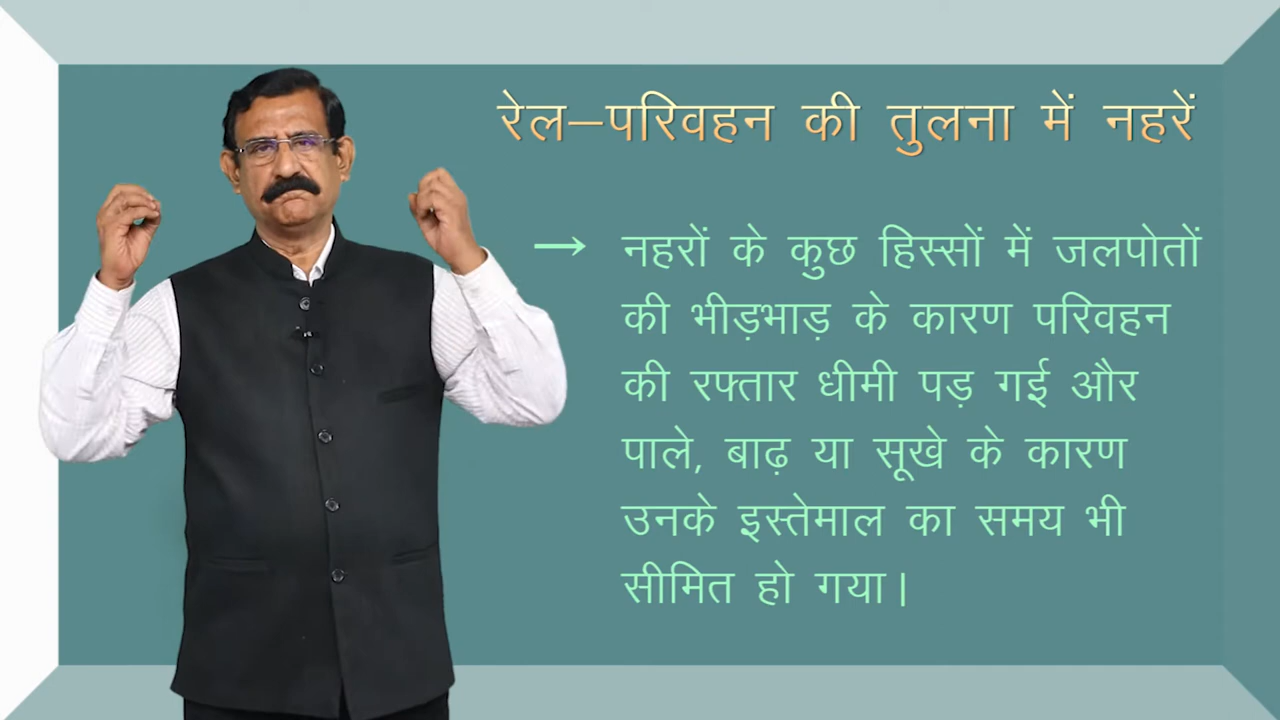 रेल–परिवहन की तुलना में नहरें
→ नहरों के कुछ हिस्सों में जलपोतों
की भीड़भाड़ के कारण परिवहन
की रफ्तार धीमी पड़ गई और
पाले, बाढ़ या सूखे के कारण
उनके इस्तेमाल का समय भी
सीमित हो गया।